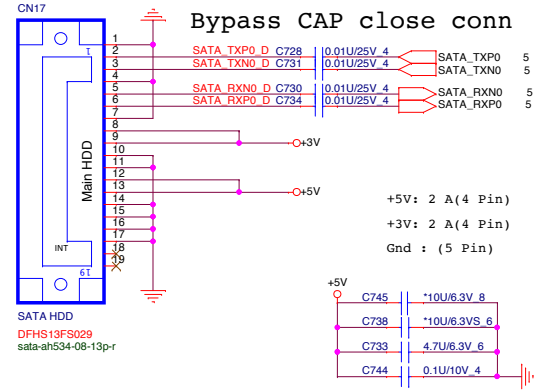 CN17
Bypass CAP close conn
1
1
2 SATA_TXP0_D C728 0.01U/25V_4 SATA_TXP0 5
3 SATA_TXN0_D C731 0.01U/25V_4 SATA_TXN0 5
4
5 SATA_RXN0_D C730 0.01U/25V_4 SATA_RXN0 5
6 SATA_RXP0_D C734 0.01U/25V_4 SATA_RXP0 5
7
8
9 +3V
10
11
12
13 +5V
14
15
16
17
18
19
Main HDD
INT
19
SATA HDD
DFHS13FS029
sata-ah534-08-13p-r
+5V: 2 A(4 Pin)
+3V: 2 A(4 Pin)
Gnd : (5 Pin)
+5V
C745 *10U/6.3V_8
C738 *10U/6.3VS_6
C733 4.7U/6.3V_6
C744 0.1U/10V_4